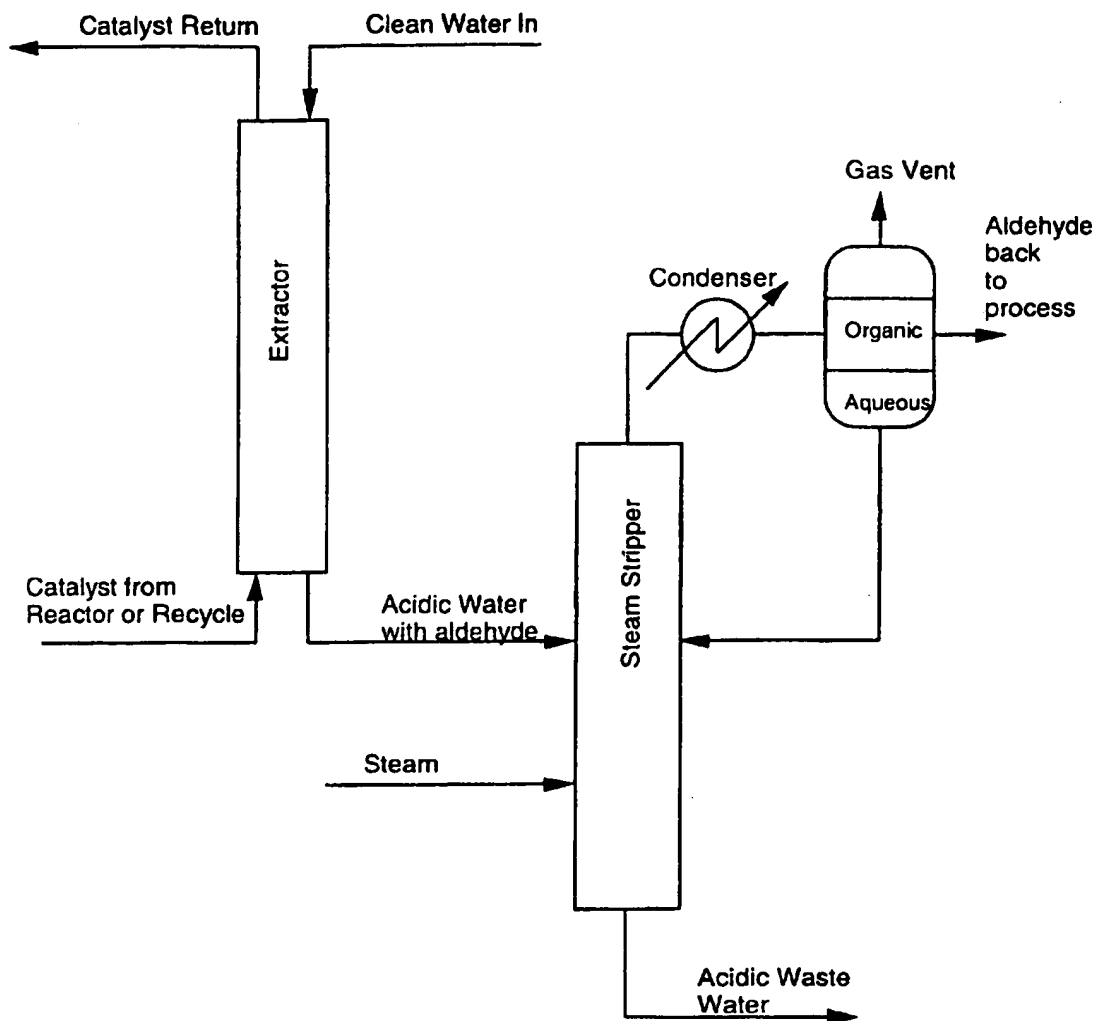 Catalyst Return
Clean Water In
Gas Vent
Aldehyde
back
to
process
Condenser
Extractor
Organic
Aqueous
Steam Stripper
Catalyst from
Reactor or Recycle
Acidic Water
with aldehyde
Steam
Acidic Waste
Water